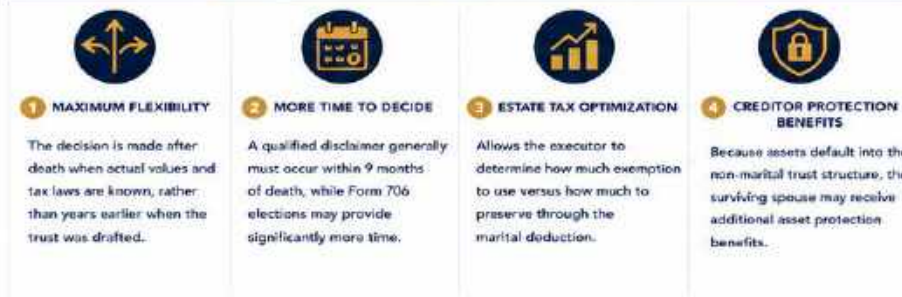 1 MAXIMUM FLEXIBILITY
The decision is made after
death when actual values and
tax laws are known, rather
than years earlier when the
trust was drafted.
2 MORE TIME TO DECIDE
A qualified disclaimer generally
must occur within 9 months
of death, while Form 706
elections may provide
significantly more time.
3 ESTATE TAX OPTIMIZATION
Allows the executor to
determine how much exemption
to use versus how much to
preserve through the
marital deduction.
4 CREDITOR PROTECTION
BENEFITS
Because assets default into the
non-marital trust structure, the
surviving spouse may receive
additional asset protection
benefits.